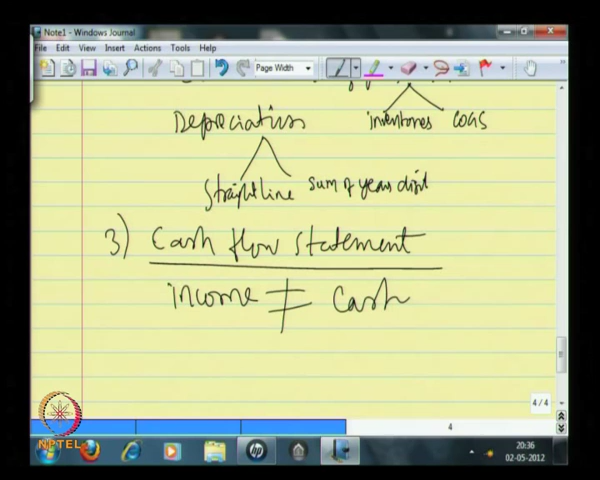 Note1 - Windows Journal
File Edit View Insert Actions Tools Help
Page Width
Depreciation inventories COGS
Straight line sum of years digit
3) Cash flow statement
income ≠ Cash
4/4
4
NPTEL
hp
20:36
02-05-2012